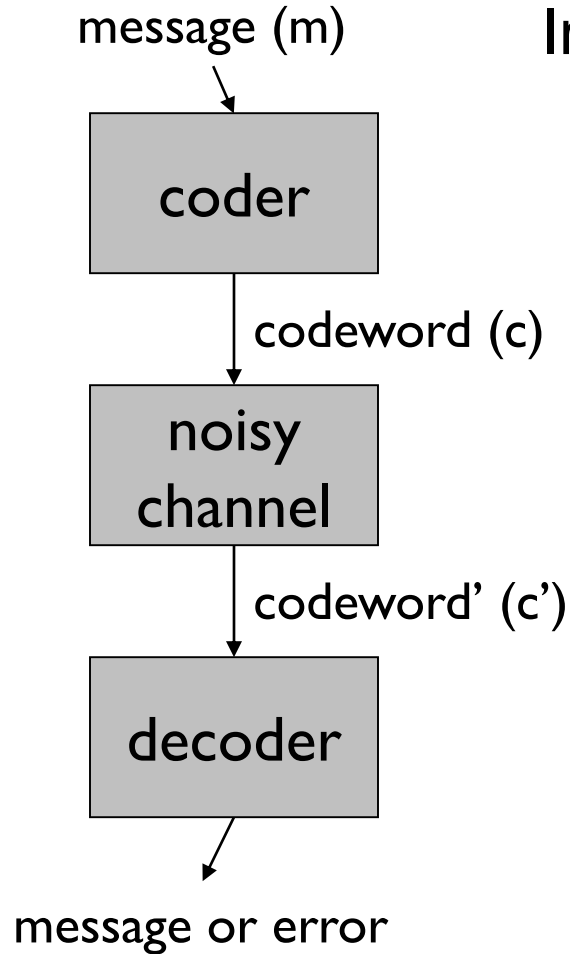 message (m)
coder
codeword (c)
noisy
channel
codeword' (c')
decoder
message or error